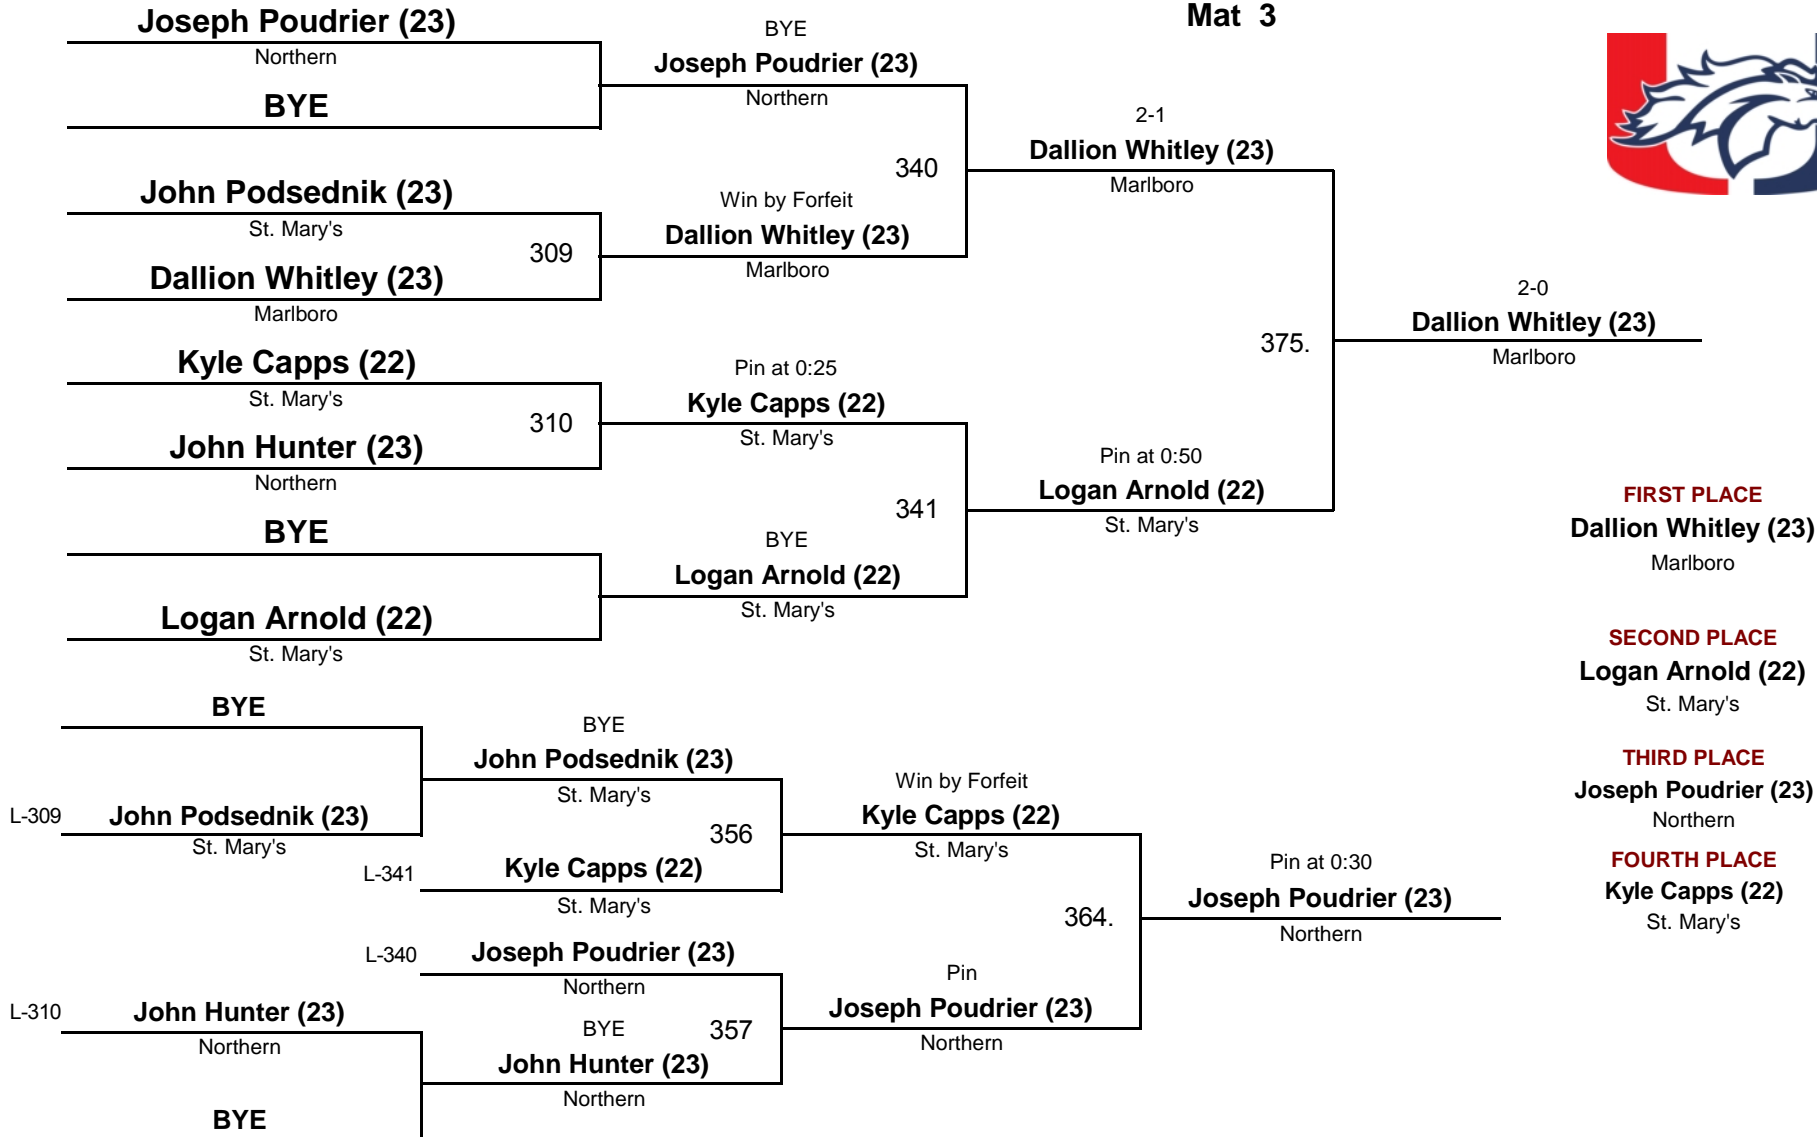 Mat 3
Joseph Poudrier (23)
Northern
BYE
John Podsednik (23)
St. Mary's
309
Dallion Whitley (23)
Marlboro
Kyle Capps (22)
St. Mary's
310
John Hunter (23)
Northern
BYE
Logan Arnold (22)
St. Mary's
BYE
Joseph Poudrier (23)
Northern
340
Win by Forfeit
Dallion Whitley (23)
Marlboro
Pin at 0:25
Kyle Capps (22)
St. Mary's
341
BYE
Logan Arnold (22)
St. Mary's
2-1
Dallion Whitley (23)
Marlboro
375.
Pin at 0:50
Logan Arnold (22)
St. Mary's
2-0
Dallion Whitley (23)
Marlboro
FIRST PLACE
Dallion Whitley (23)
Marlboro
SECOND PLACE
Logan Arnold (22)
St. Mary's
THIRD PLACE
Joseph Poudrier (23)
Northern
FOURTH PLACE
Kyle Capps (22)
St. Mary's
BYE
L-309
John Podsednik (23)
St. Mary's
L-310
John Hunter (23)
Northern
BYE
BYE
John Podsednik (23)
St. Mary's
356
L-341
Kyle Capps (22)
St. Mary's
L-340
Joseph Poudrier (23)
Northern
357
BYE
John Hunter (23)
Northern
Win by Forfeit
Kyle Capps (22)
St. Mary's
364.
Pin
Joseph Poudrier (23)
Northern
Pin at 0:30
Joseph Poudrier (23)
Northern